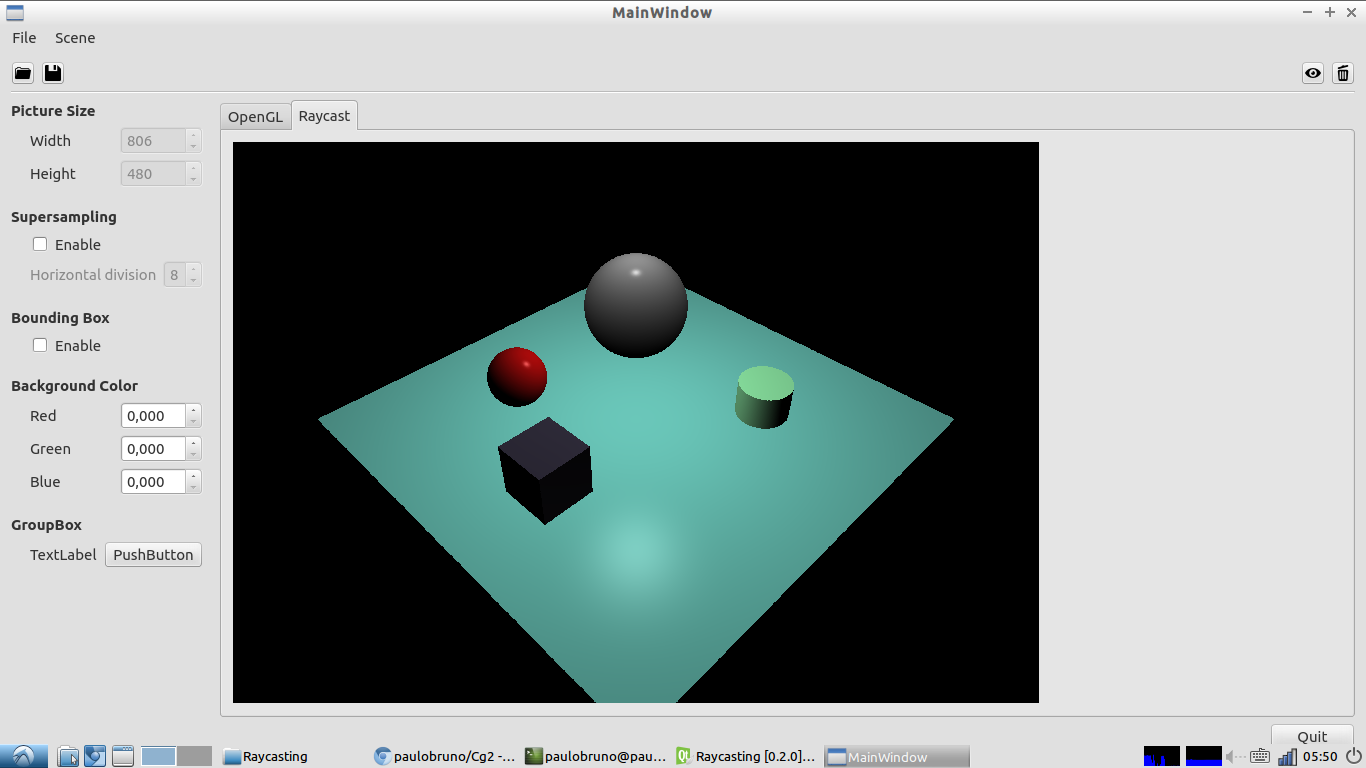 MainWindow
File Scene
Picture Size
Width 806
Height 480
Supersampling
Enable
Horizontal division 8
Bounding Box
Enable
Background Color
Red 0,000
Green 0,000
Blue 0,000
GroupBox
TextLabel PushButton
OpenGL Raycast
Quit
Raycasting paulobruno/Cg2 -... paulobruno@pau... Raycasting [0.2.0]... MainWindow 05:50